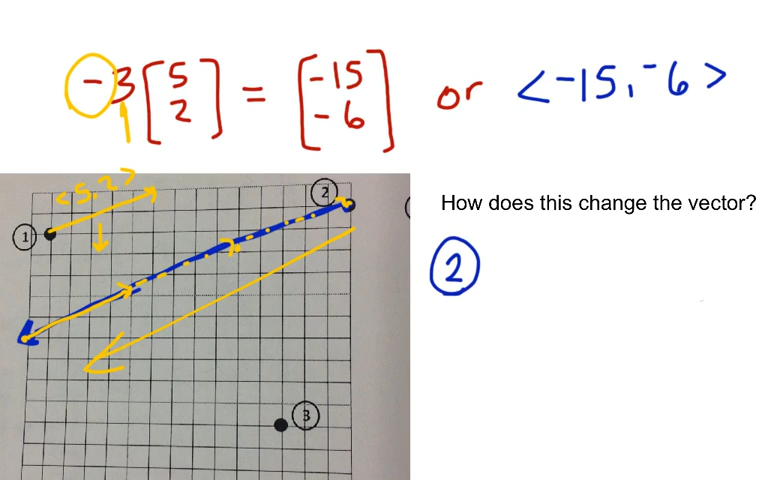 -3 [5 2] = [-15 -6] or <-15, -6>
<5, 2>
1
2
3
How does this change the vector?
2